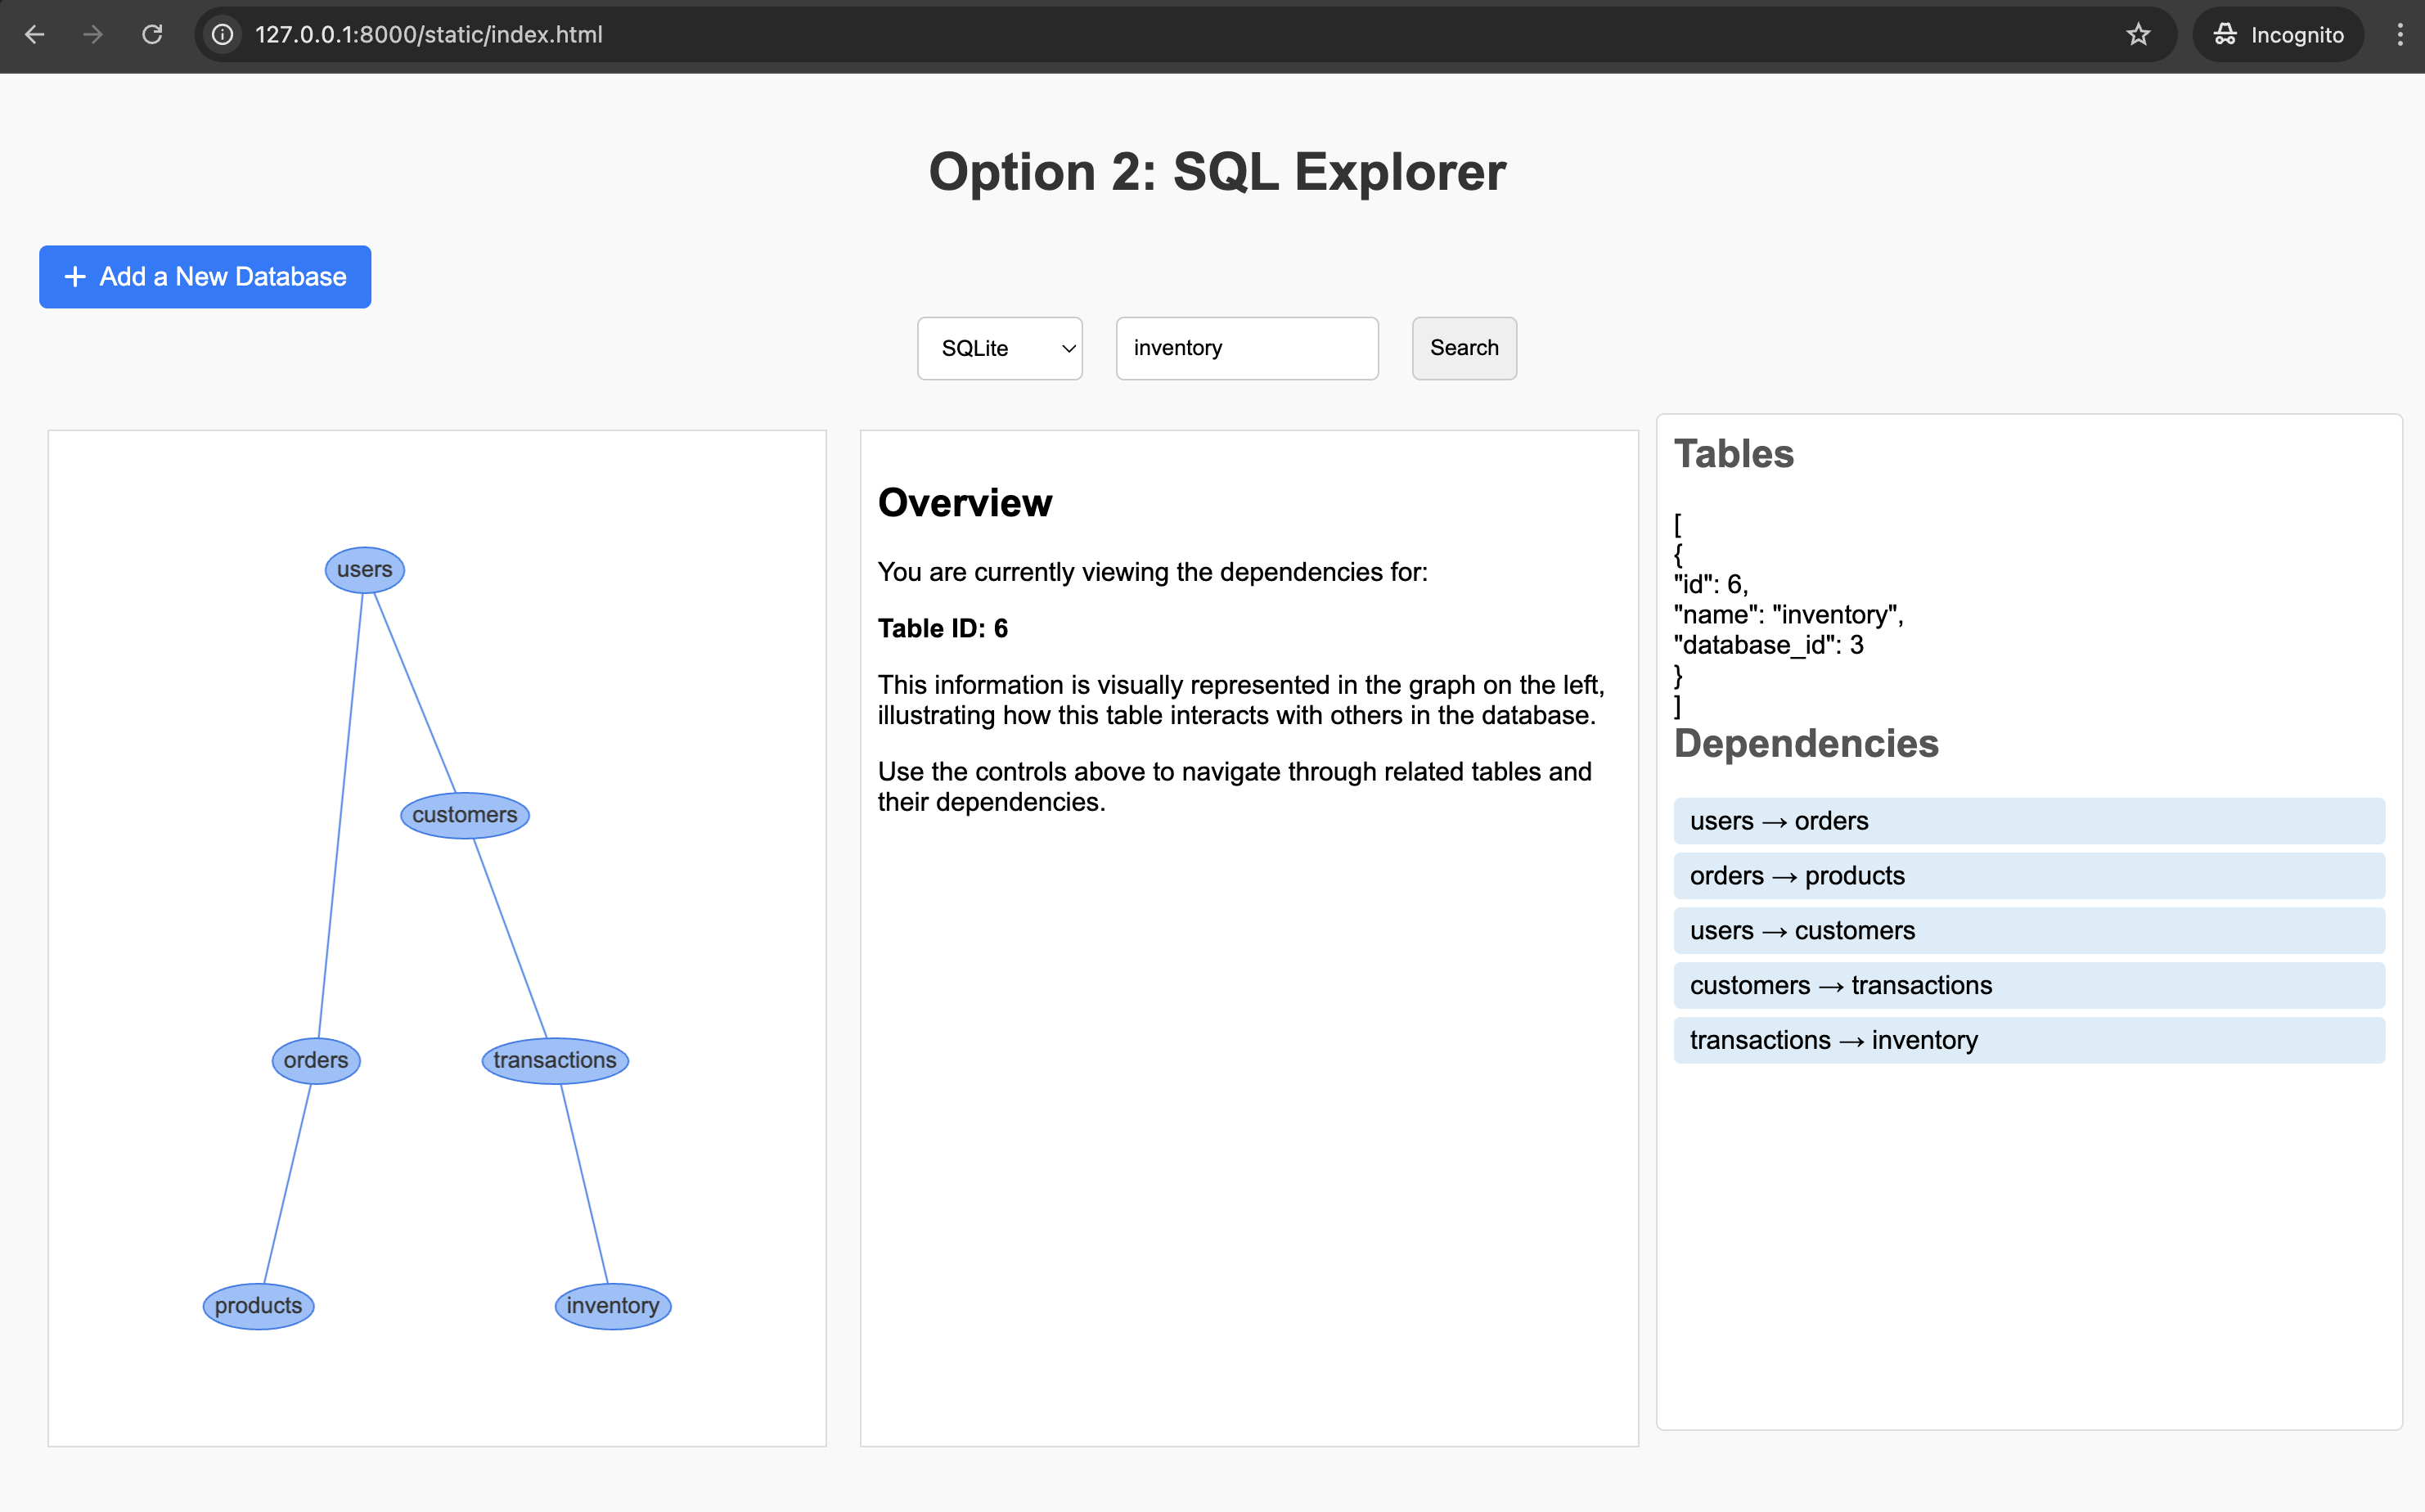 127.0.0.1:8000/static/index.html
Incognito
Option 2: SQL Explorer
+ Add a New Database
SQLite
inventory
Search
users
customers
orders
transactions
products
inventory
Overview
You are currently viewing the dependencies for:
Table ID: 6
This information is visually represented in the graph on the left,
illustrating how this table interacts with others in the database.
Use the controls above to navigate through related tables and
their dependencies.
Tables
[
{
"id": 6,
"name": "inventory",
"database_id": 3
}
]
Dependencies
users → orders
orders → products
users → customers
customers → transactions
transactions → inventory